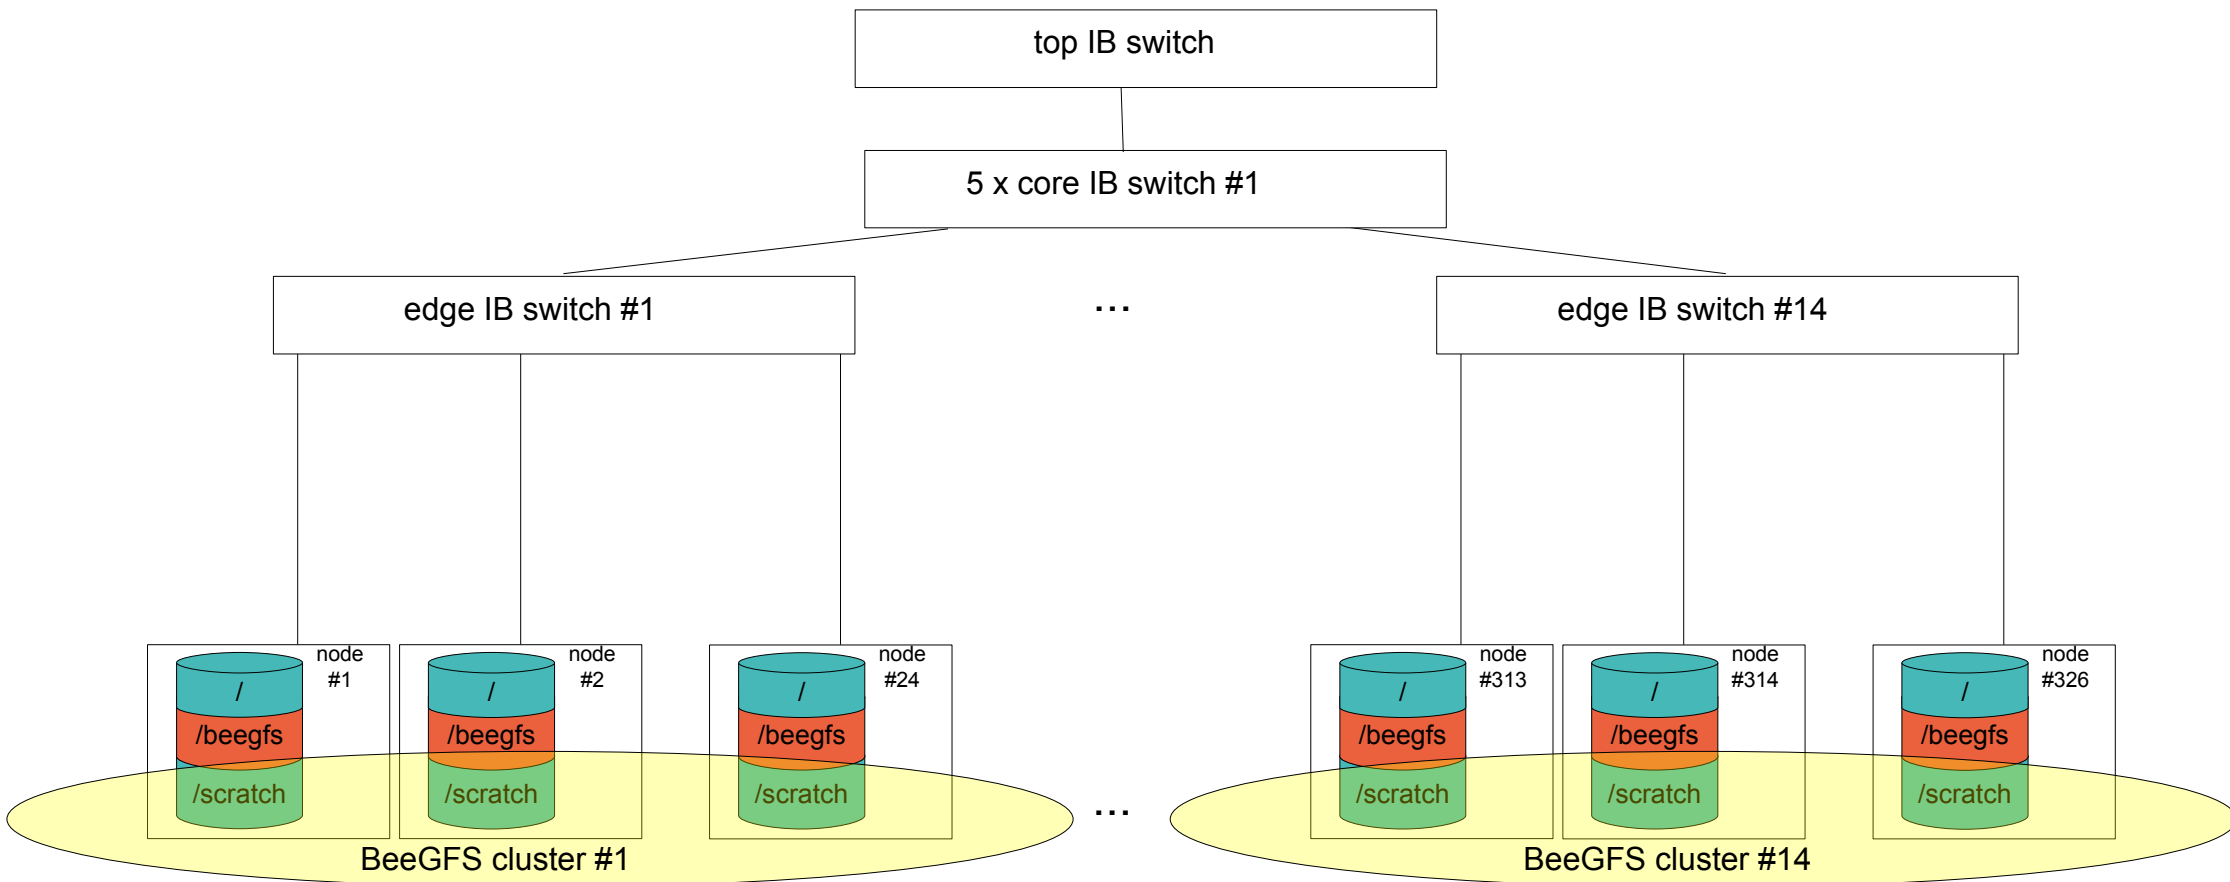 top IB switch
5 x core IB switch #1
edge IB switch #1
...
edge IB switch #14
node
#1
/
/beegfs
/scratch
node
#2
/
/beegfs
/scratch
node
#24
/
/beegfs
/scratch
node
#313
/
/beegfs
/scratch
node
#314
/
/beegfs
/scratch
node
#326
/
/beegfs
/scratch
...
BeeGFS cluster #1
BeeGFS cluster #14